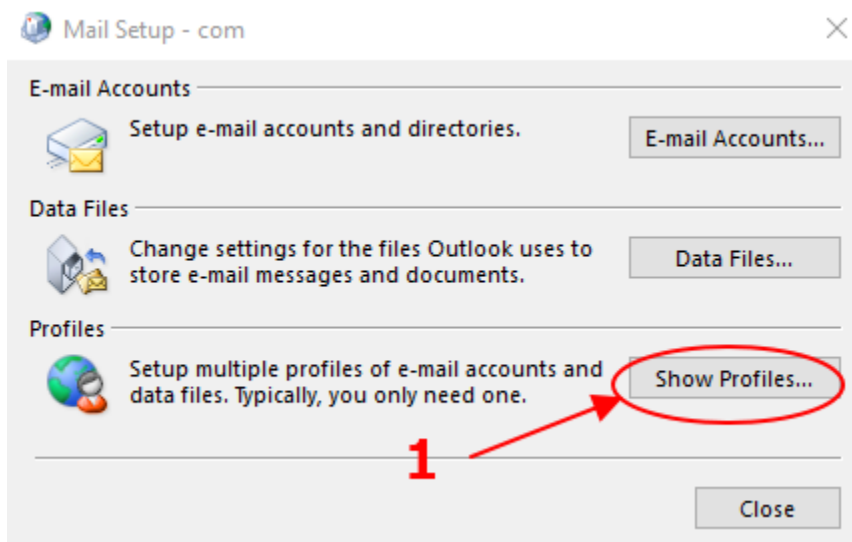 Mail Setup - com
E-mail Accounts
Setup e-mail accounts and directories.
E-mail Accounts...
Data Files
Change settings for the files Outlook uses to
store e-mail messages and documents.
Data Files...
Profiles
Setup multiple profiles of e-mail accounts and
data files. Typically, you only need one.
Show Profiles...
1
Close